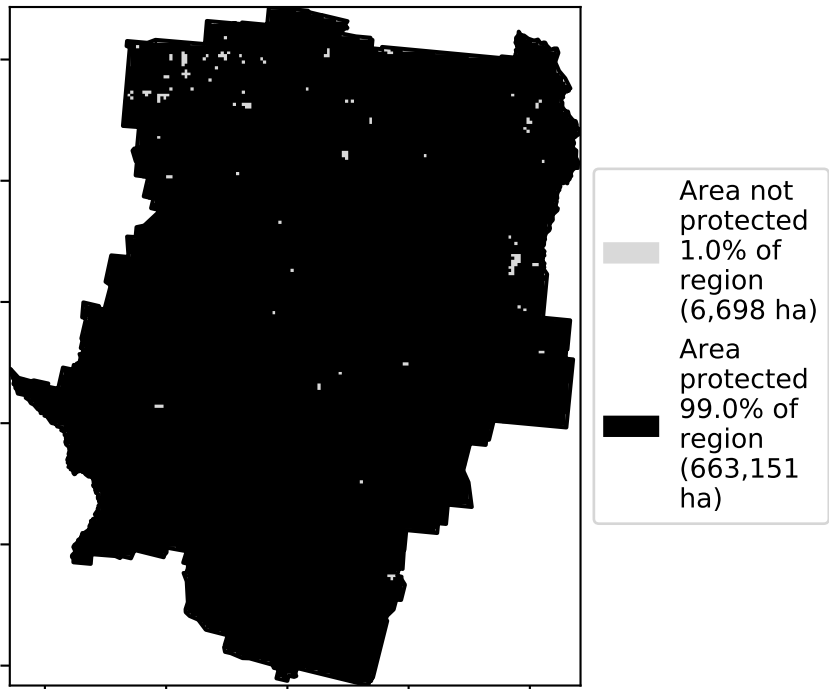 Area not
protected
1.0% of
region
(6,698 ha)
Area
protected
99.0% of
region
(663,151
ha)